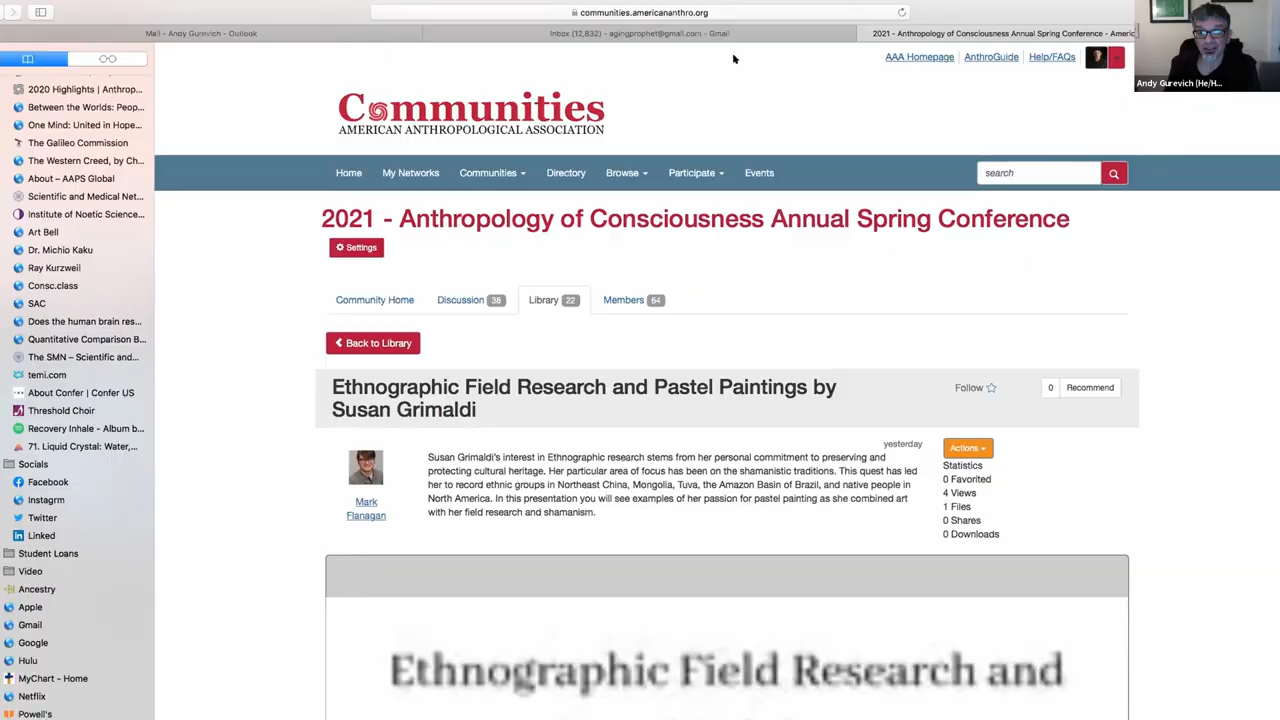 communities.americananthro.org
Mail - Andy Gurevich - Outlook
Inbox (12,832) - agingprophet@gmail.com - Gmail
2021 - Anthropology of Consciousness Annual Spring Conference - Americ
2020 Highlights | Anthrop...
Between the Worlds: Peop...
One Mind: United in Hope...
The Galileo Commission
The Western Creed, by Ch...
About – AAPS Global
Scientific and Medical Net...
Institute of Noetic Science...
Art Bell
Dr. Michio Kaku
Ray Kurzweil
Consc.class
SAC
Does the human brain res...
Quantitative Comparison B...
The SMN – Scientific and...
temi.com
About Confer | Confer US
Threshold Choir
Recovery Inhale - Album b...
71. Liquid Crystal: Water,...
Socials
Facebook
Instagrm
Twitter
Linked
Student Loans
Video
Ancestry
Apple
Gmail
Google
Hulu
MyChart - Home
Netflix
Powell's
AAA Homepage AnthroGuide Help/FAQs
Andy Gurevich (He/H...
Communities
AMERICAN ANTHROPOLOGICAL ASSOCIATION
Home My Networks Communities Directory Browse Participate Events search
2021 - Anthropology of Consciousness Annual Spring Conference
Settings
Community Home Discussion 38 Library 22 Members 64
Back to Library
Ethnographic Field Research and Pastel Paintings by
Susan Grimaldi
Follow 0 Recommend
yesterday
Mark
Flanagan
Susan Grimaldi's interest in Ethnographic research stems from her personal commitment to preserving and
protecting cultural heritage. Her particular area of focus has been on the shamanistic traditions. This quest has led
her to record ethnic groups in Northeast China, Mongolia, Tuva, the Amazon Basin of Brazil, and native people in
North America. In this presentation you will see examples of her passion for pastel painting as she combined art
with her field research and shamanism.
Actions
Statistics
0 Favorited
4 Views
1 Files
0 Shares
0 Downloads
Ethnographic Field Research and